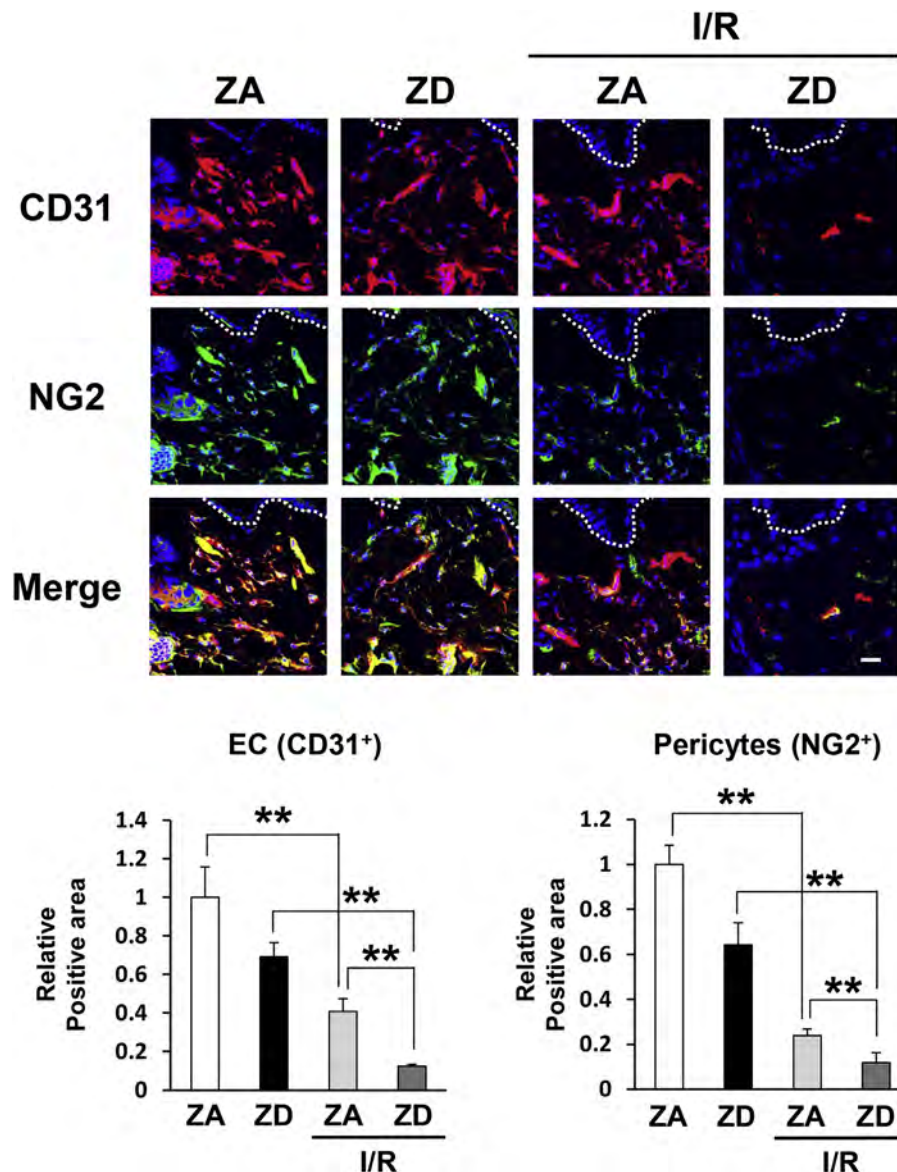 I/R
ZA ZD ZA ZD
CD31
NG2
Merge
EC (CD31⁺)
Relative
Positive area
1.4
1.2
1
0.8
0.6
0.4
0.2
0
**
**
**
ZA ZD ZA ZD
I/R
Pericytes (NG2⁺)
Relative
Positive area
1.2
1
0.8
0.6
0.4
0.2
0
**
**
**
ZA ZD ZA ZD
I/R